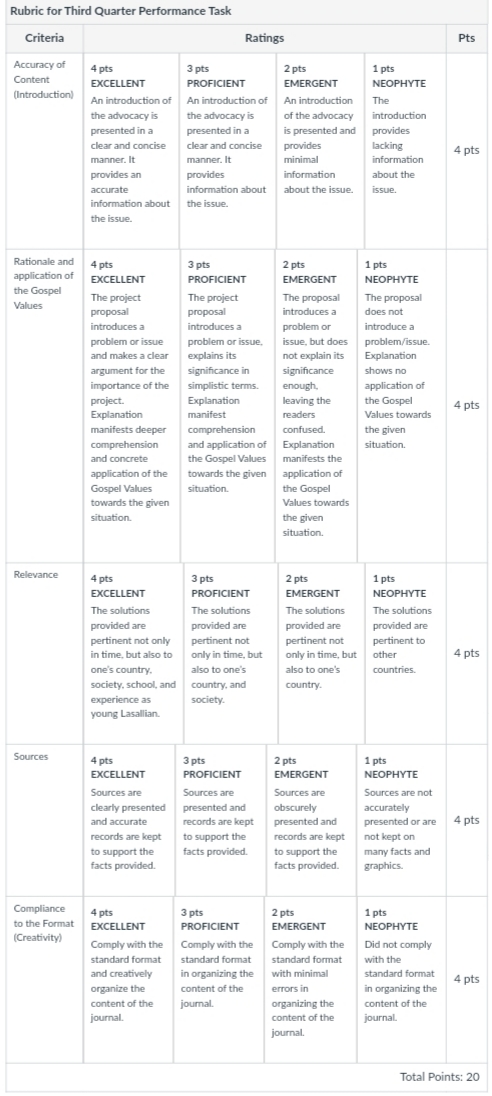 Rubric for Third Quarter Performance Task
Criteria
Ratings
Pts
Accuracy of
Content
(Introduction)
4 pts
EXCELLENT
An introduction of
the advocacy is
presented in a
clear and concise
manner. It
provides an
accurate
information about
the issue.
3 pts
PROFICIENT
An introduction of
the advocacy is
presented in a
clear and concise
manner. It
provides
information about
the issue.
2 pts
EMERGENT
An introduction
of the advocacy
is presented and
provides
minimal
information
about the issue.
1 pts
NEOPHYTE
The
introduction
provides
lacking
information
about the
issue.
4 pts
Rationale and
application of
the Gospel
Values
4 pts
EXCELLENT
The project
proposal
introduces a
problem or issue
and makes a clear
argument for the
importance of the
project.
Explanation
manifests deeper
comprehension
and concrete
application of the
Gospel Values
towards the given
situation.
3 pts
PROFICIENT
The project
proposal
introduces a
problem or issue,
explains its
significance in
simplistic terms.
Explanation
manifest
comprehension
and application of
the Gospel Values
towards the given
situation.
2 pts
EMERGENT
The proposal
introduces a
problem or
issue, but does
not explain its
significance
enough,
leaving the
readers
confused.
Explanation
manifests the
application of
the Gospel
Values towards
the given
situation.
1 pts
NEOPHYTE
The proposal
does not
introduce a
problem/issue.
Explanation
shows no
application of
the Gospel
Values towards
the given
situation.
4 pts
Relevance
4 pts
EXCELLENT
The solutions
provided are
pertinent not only
in time, but also to
one's country,
society, school, and
experience as
young Lasallian.
3 pts
PROFICIENT
The solutions
provided are
pertinent not
only in time, but
also to one's
country, and
society.
2 pts
EMERGENT
The solutions
provided are
pertinent not
only in time, but
also to one's
country.
1 pts
NEOPHYTE
The solutions
provided are
pertinent to
other
countries.
4 pts
Sources
4 pts
EXCELLENT
Sources are
clearly presented
and accurate
records are kept
to support the
facts provided.
3 pts
PROFICIENT
Sources are
presented and
records are kept
to support the
facts provided.
2 pts
EMERGENT
Sources are
obscurely
presented and
records are kept
to support the
facts provided.
1 pts
NEOPHYTE
Sources are not
accurately
presented or are
not kept on
many facts and
graphics.
4 pts
Compliance
to the Format
(Creativity)
4 pts
EXCELLENT
Comply with the
standard format
and creatively
organize the
content of the
journal.
3 pts
PROFICIENT
Comply with the
standard format
in organizing the
content of the
journal.
2 pts
EMERGENT
Comply with the
standard format
with minimal
errors in
organizing the
content of the
journal.
1 pts
NEOPHYTE
Did not comply
with the
standard format
in organizing the
content of the
journal.
4 pts
Total Points: 20